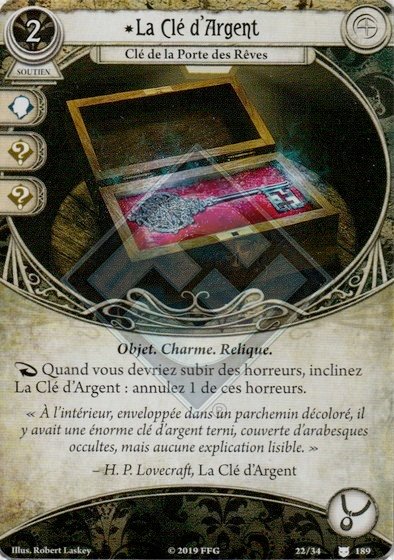 2
*La Clé d'Argent
Clé de la Porte des Rêves
SOUTIEN
?
?
Objet. Charme. Relique.
Quand vous devriez subir des horreurs, inclinez
La Clé d'Argent : annulez 1 de ces horreurs.
« À l'intérieur, enveloppée dans un parchemin décoloré, il
y avait une énorme clé d'argent terni, couverte d'arabesques
occultes, mais aucune explication lisible. »
– H. P. Lovecraft, La Clé d'Argent
Illus. Robert Laskey
© 2019 FFG
22/34
189